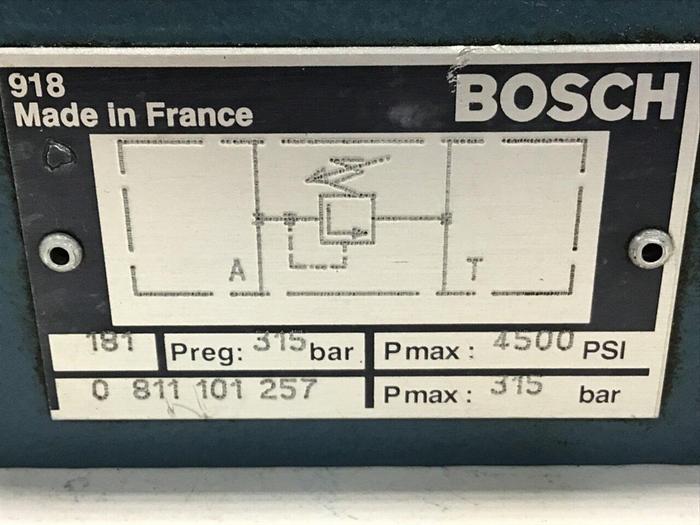 918
Made in France
BOSCH
A T
181 Preg: 315 bar Pmax: 4500 PSI
0 811 101 257 Pmax: 315 bar